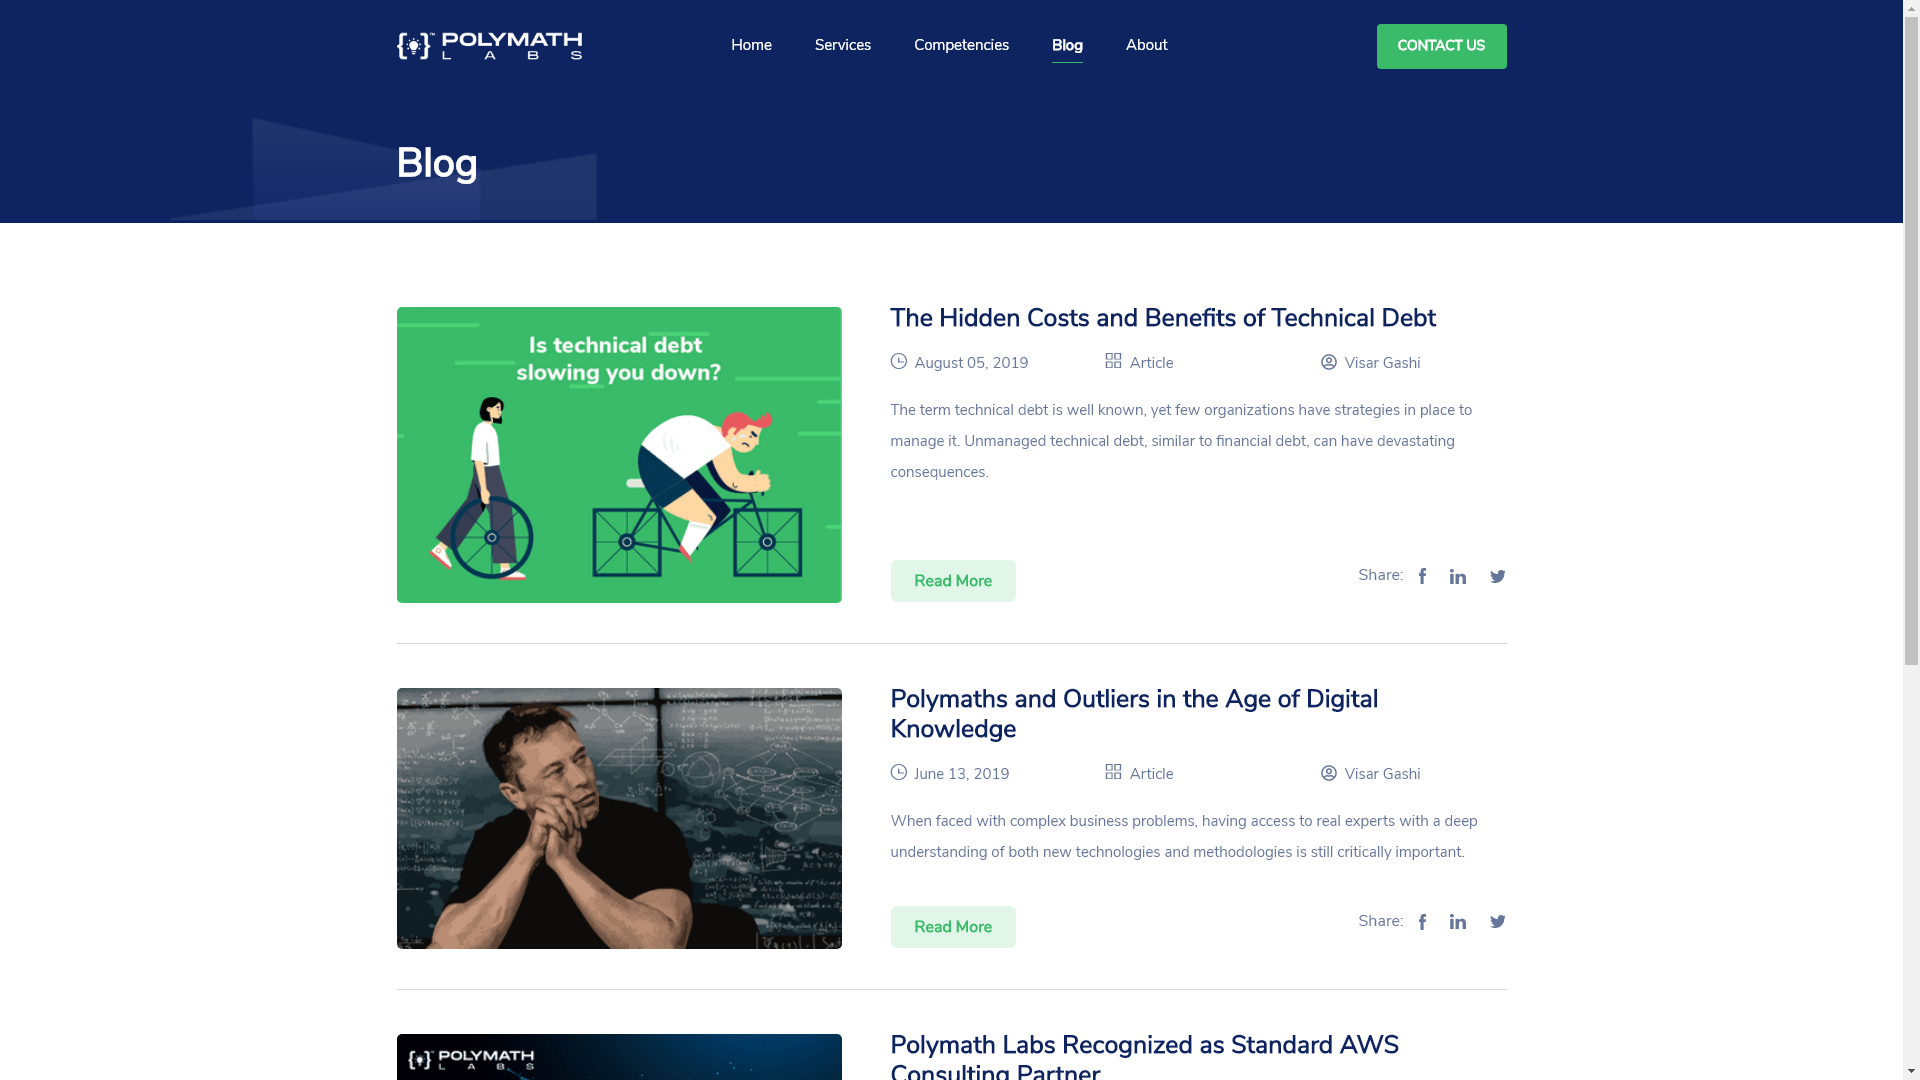 POLYMATH
LABS
Home
Services
Competencies
Blog
About
CONTACT US
Blog
Is technical debt
slowing you down?
The Hidden Costs and Benefits of Technical Debt
August 05, 2019
Article
Visar Gashi
The term technical debt is well known, yet few organizations have strategies in place to
manage it. Unmanaged technical debt, similar to financial debt, can have devastating
consequences.
Read More
Share:
Polymaths and Outliers in the Age of Digital
Knowledge
June 13, 2019
Article
Visar Gashi
When faced with complex business problems, having access to real experts with a deep
understanding of both new technologies and methodologies is still critically important.
Read More
Share:
POLYMATH
LABS
Polymath Labs Recognized as Standard AWS
Consulting Partner